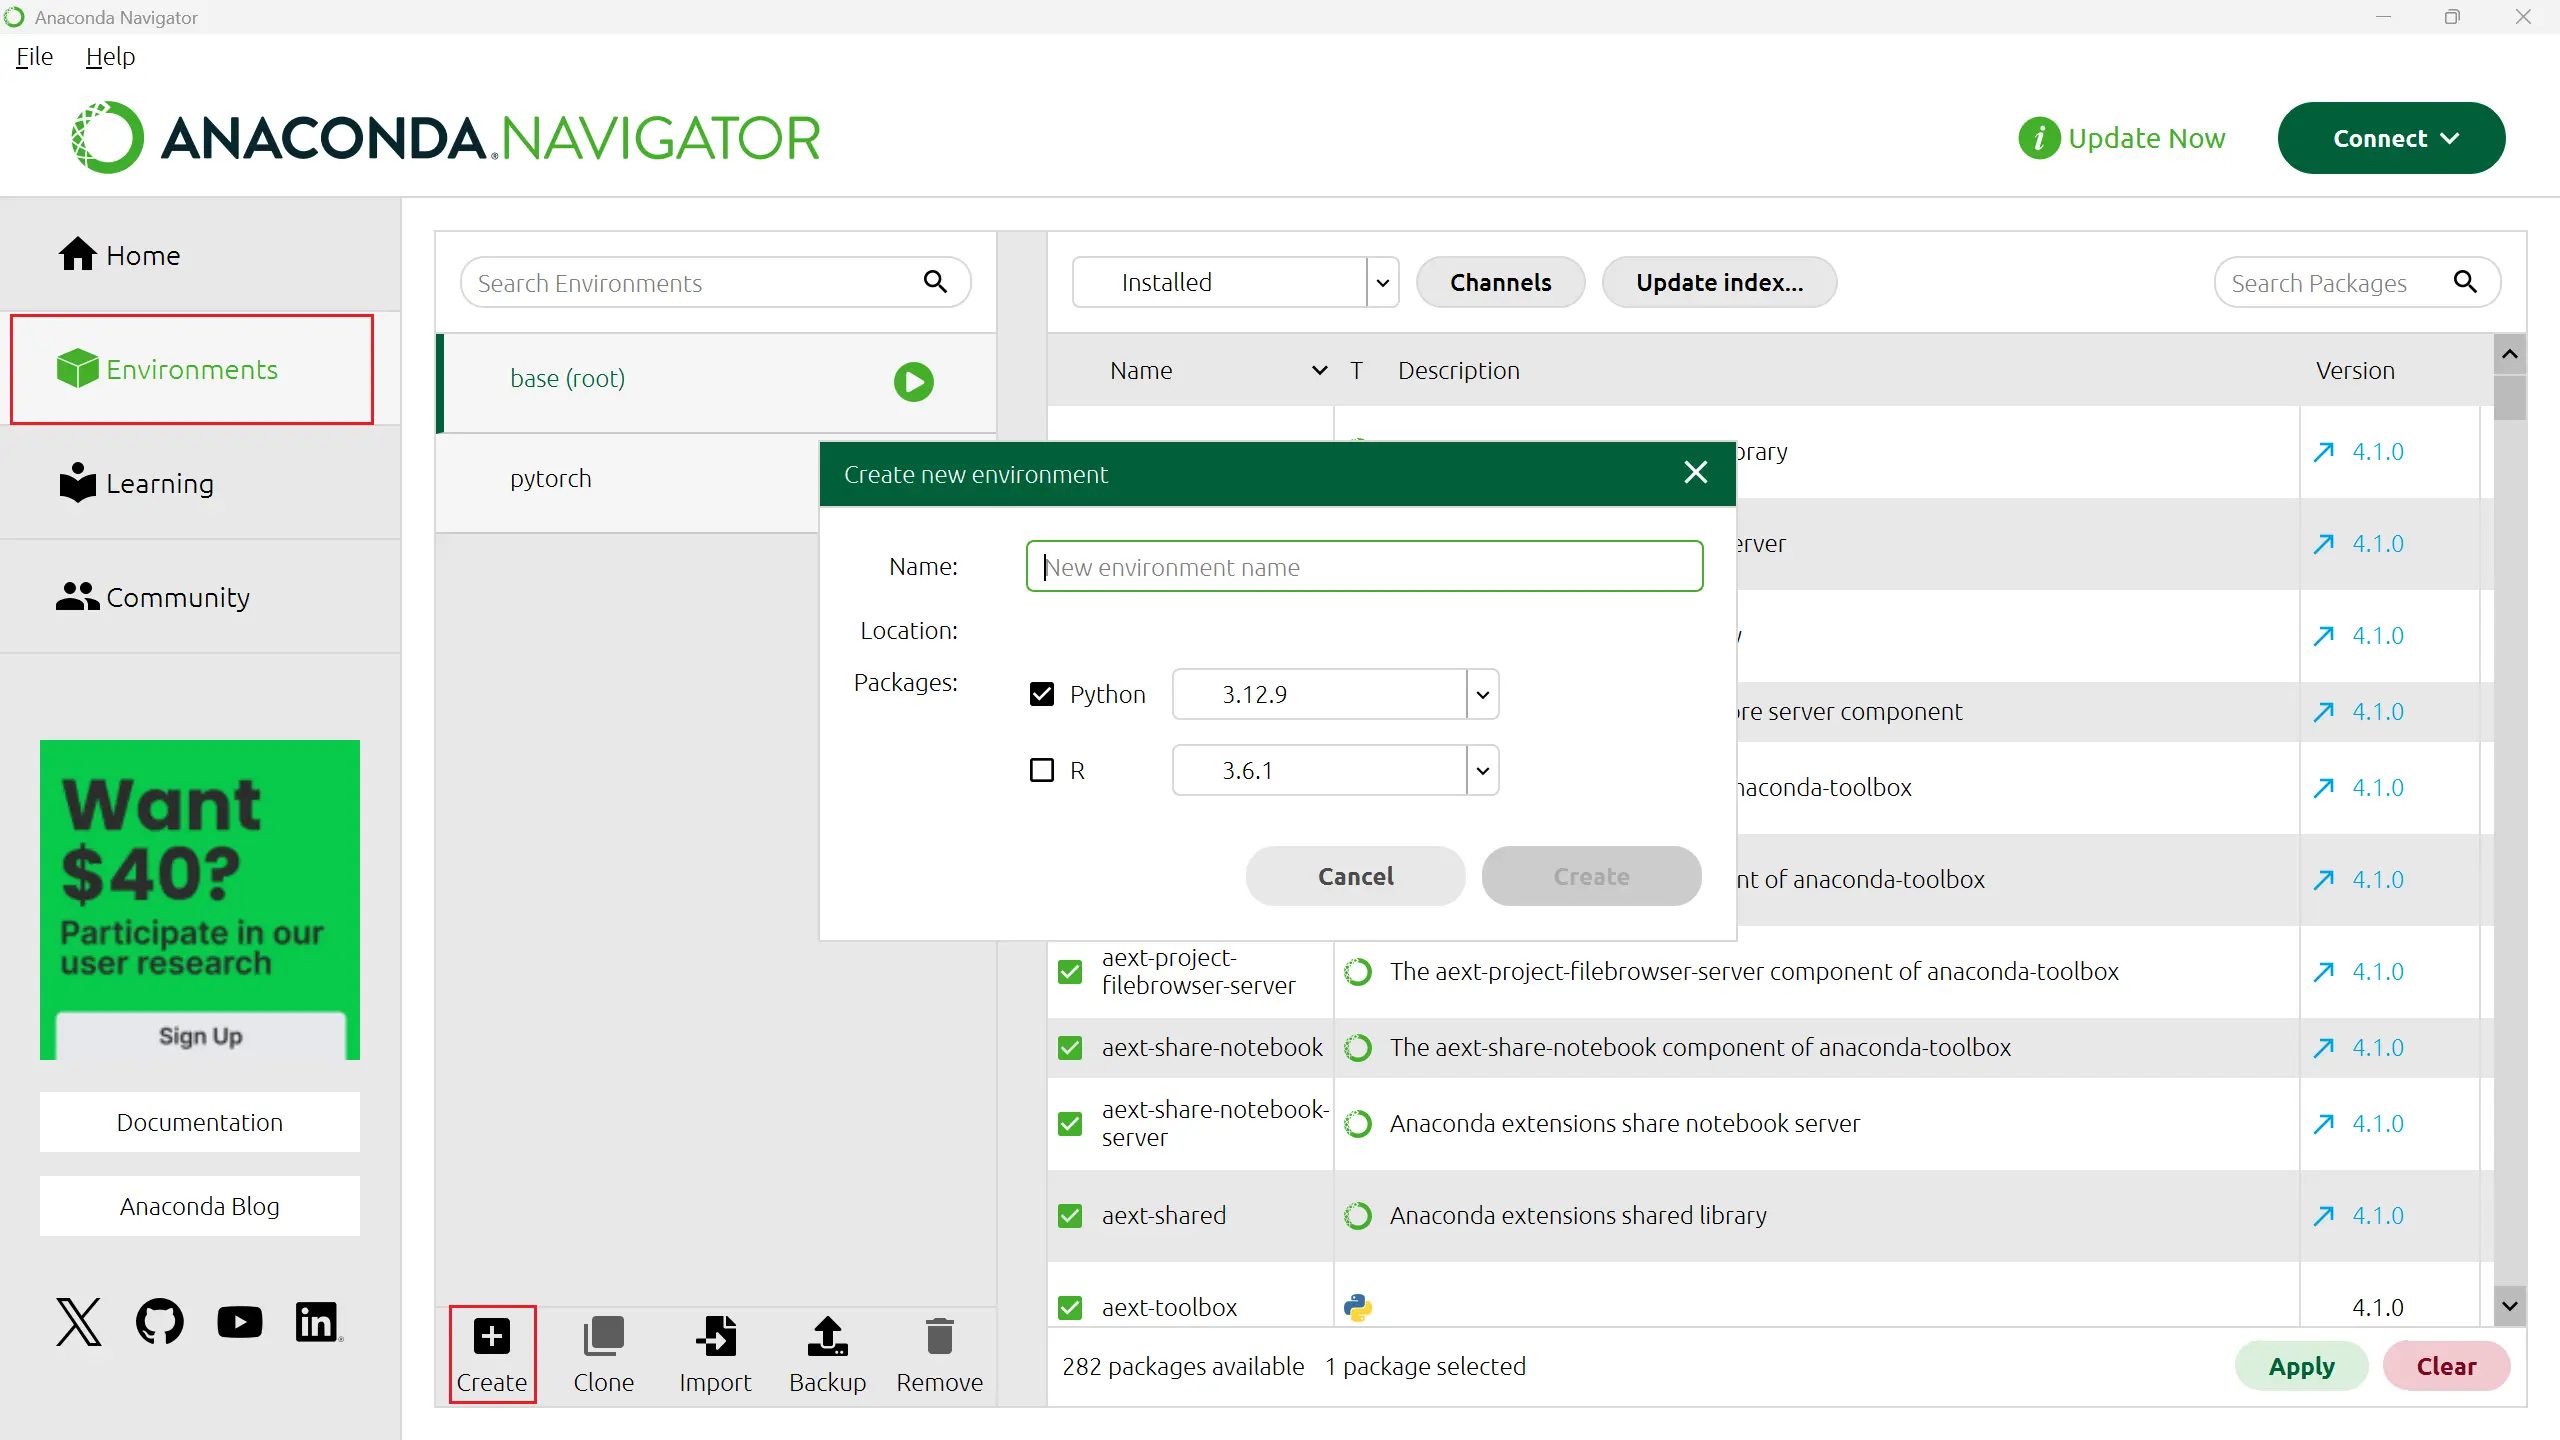 Anaconda Navigator
File Help
ANACONDA.NAVIGATOR
Update Now
Connect
Home
Environments
Learning
Community
Want
$40?
Participate in our
user research
Sign Up
Documentation
Anaconda Blog
Search Environments
base (root)
pytorch
Create
Clone
Import
Backup
Remove
Installed
Channels
Update index...
Search Packages
Name T Description Version
4.1.0
4.1.0
4.1.0
server component 4.1.0
4.1.0
of anaconda-toolbox 4.1.0
aext-project-
filebrowser-server
The aext-project-filebrowser-server component of anaconda-toolbox 4.1.0
aext-share-notebook The aext-share-notebook component of anaconda-toolbox 4.1.0
aext-share-notebook-
server
Anaconda extensions share notebook server 4.1.0
aext-shared Anaconda extensions shared library 4.1.0
aext-toolbox 4.1.0
282 packages available 1 package selected
Apply
Clear
Create new environment
Name: New environment name
Location:
Packages:
Python 3.12.9
R 3.6.1
Cancel
Create